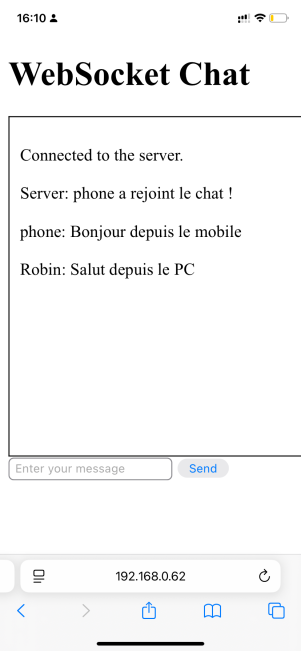 16:10
WebSocket Chat
Connected to the server.
Server: phone a rejoint le chat !
phone: Bonjour depuis le mobile
Robin: Salut depuis le PC
Enter your message
Send
192.168.0.62